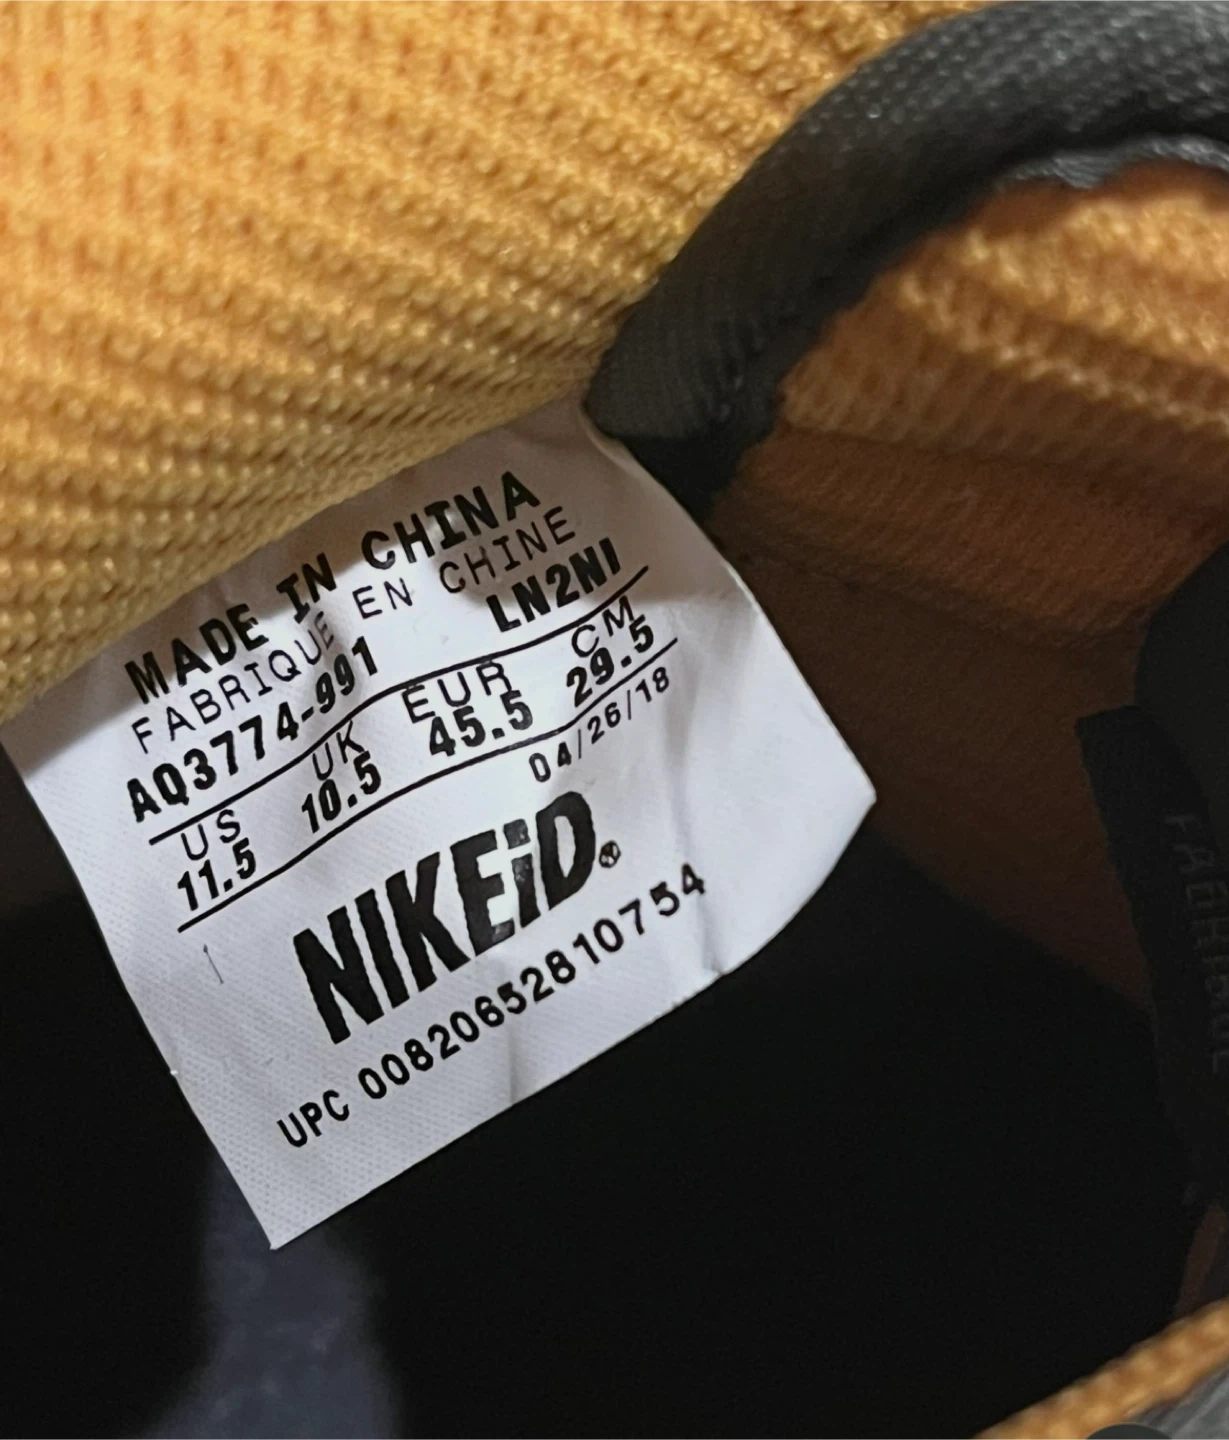 MADE IN CHINA
FABRIQUE EN CHINE
AQ3774-991 LN2NI
US UK EUR CM
11.5 10.5 45.5 29.5
04/26/18
NIKEiD®
UPC 00820652810754